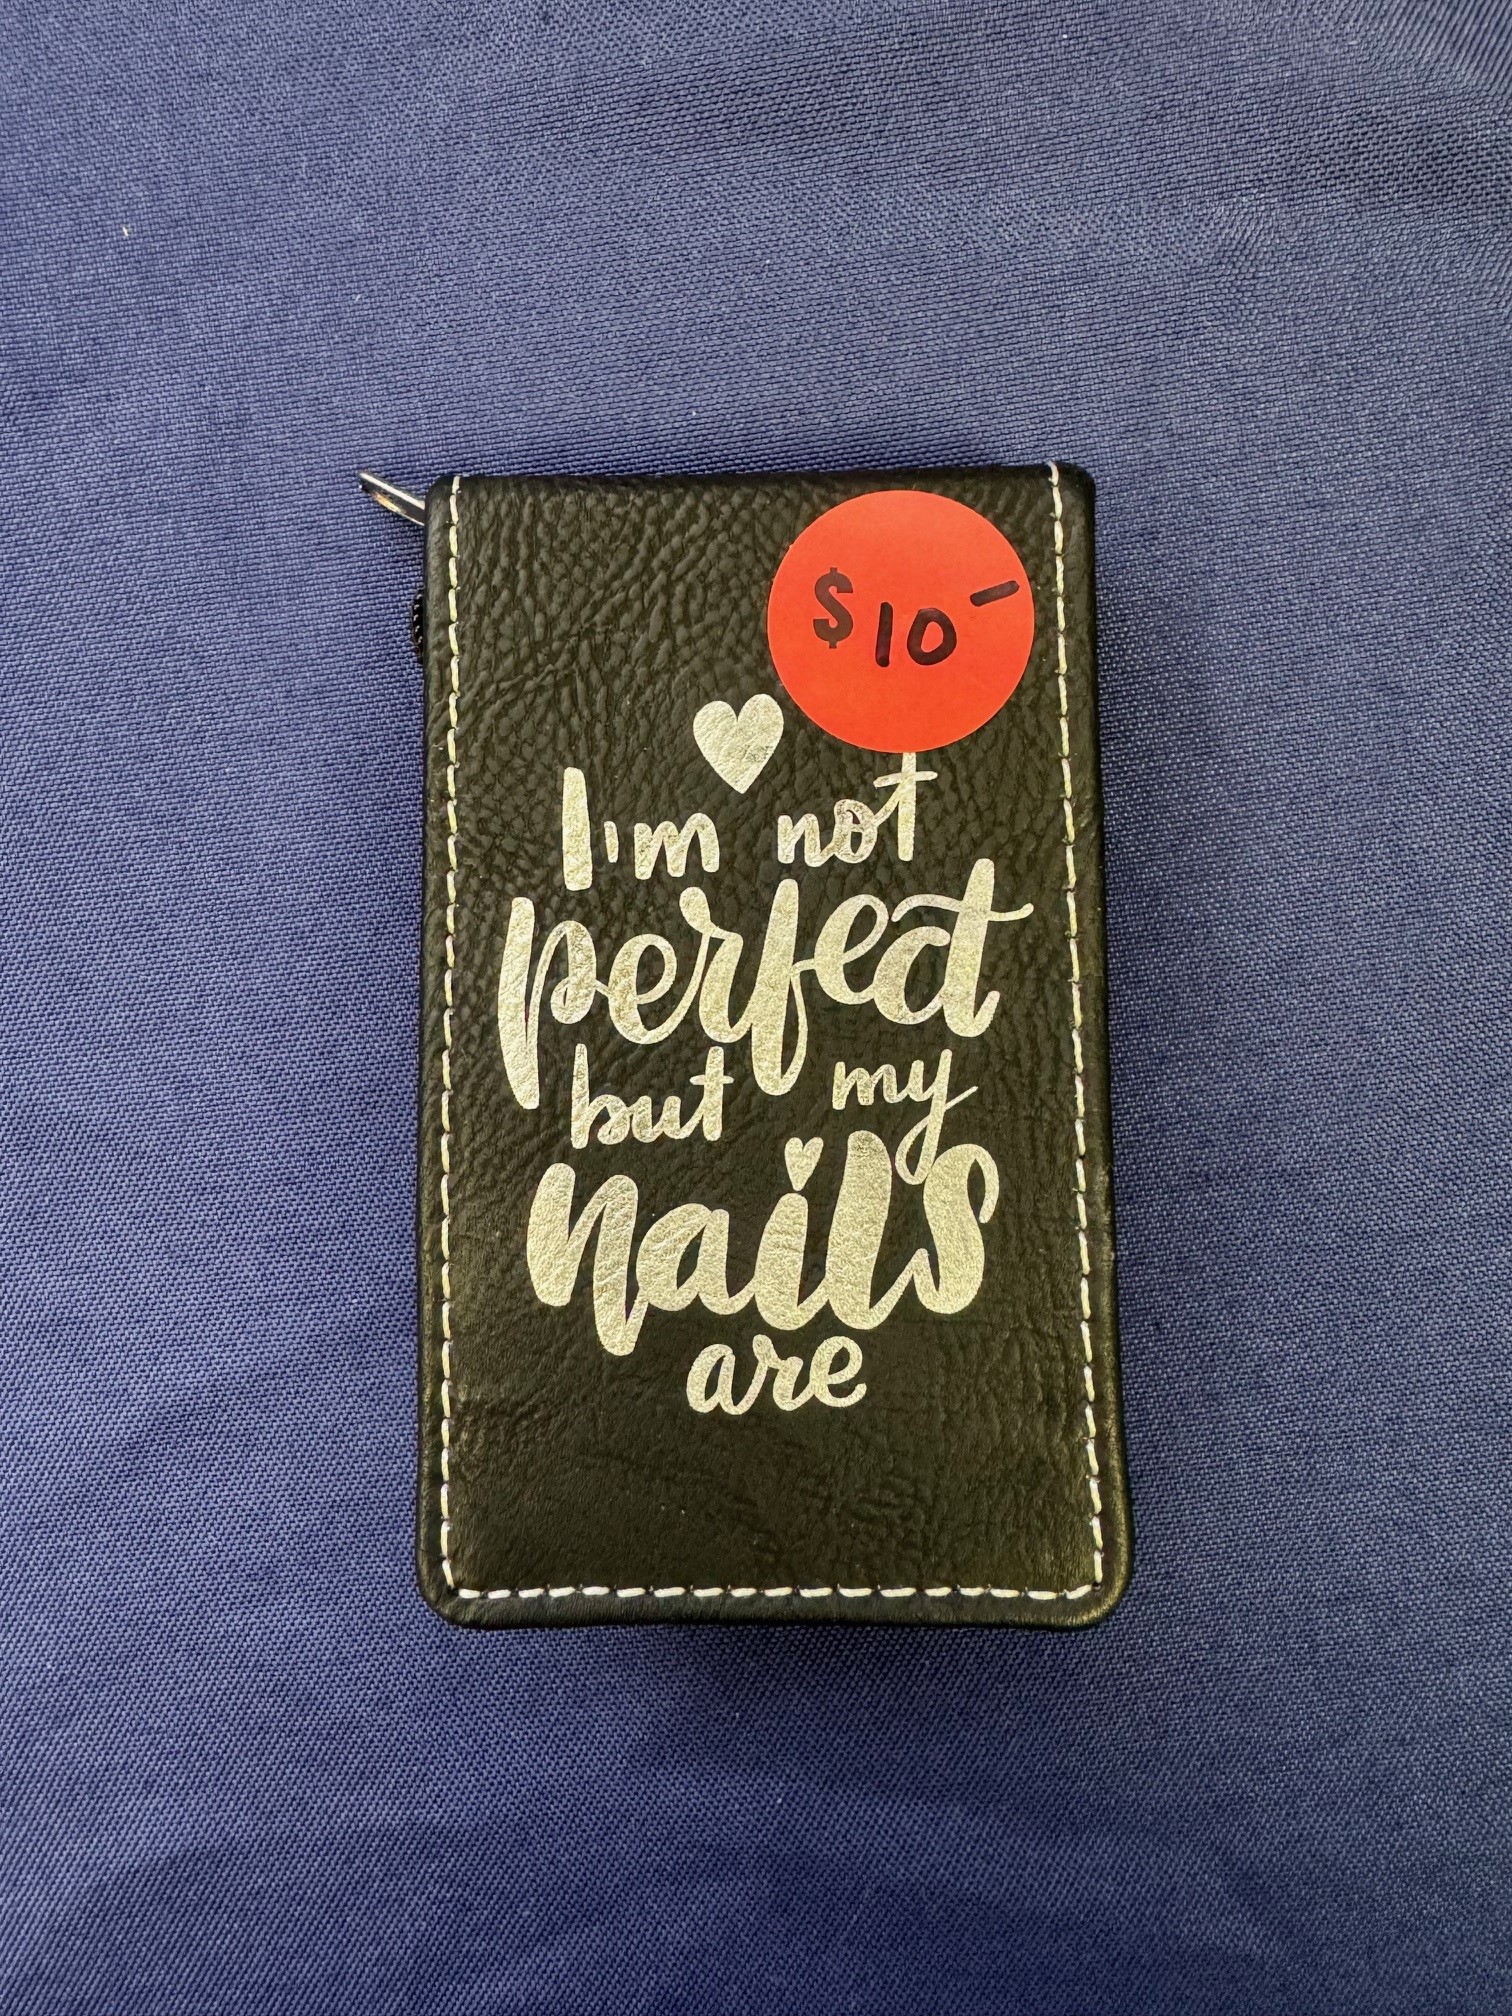 $10-
I'm not
perfect
but my
nails
are